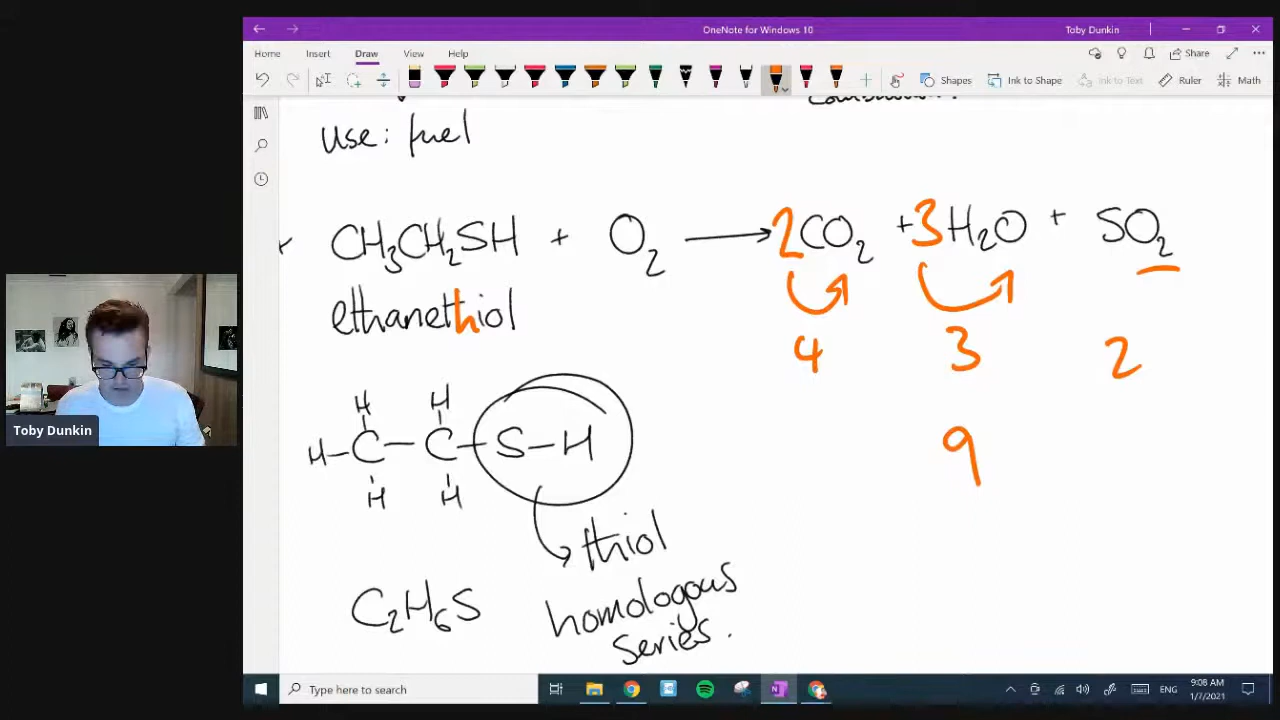 OneNote for Windows 10
Toby Dunkin
Home Insert Draw View Help
Share
Shapes Ink to Shape Ink to Text Ruler Math
Use: fuel
CH₃CH₂SH + O₂ → 2CO₂ +3H₂O + SO₂
ethanethiol
4 3 2
9
H H
H-C-C-S-H
H H
thiol
C₂H₆S
homologous
series.
Toby Dunkin
Type here to search
ENG
9:08 AM
1/7/2021